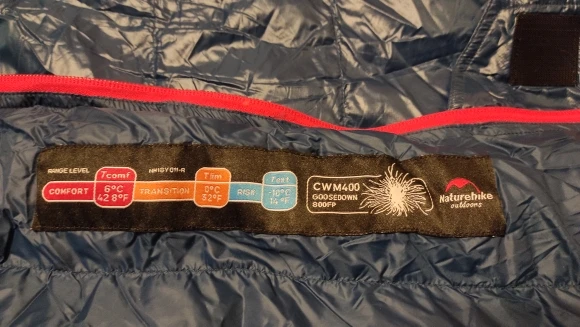 RANGE LEVEL
Tcomf
NH18Y011-R
Tlim
Text
COMFORT
6°C
42.8°F
TRANSITION
0°C
32°F
RISK
-10°C
14°F
CWM400
GOOSEDOWN
800FP
Naturehike
outdoors